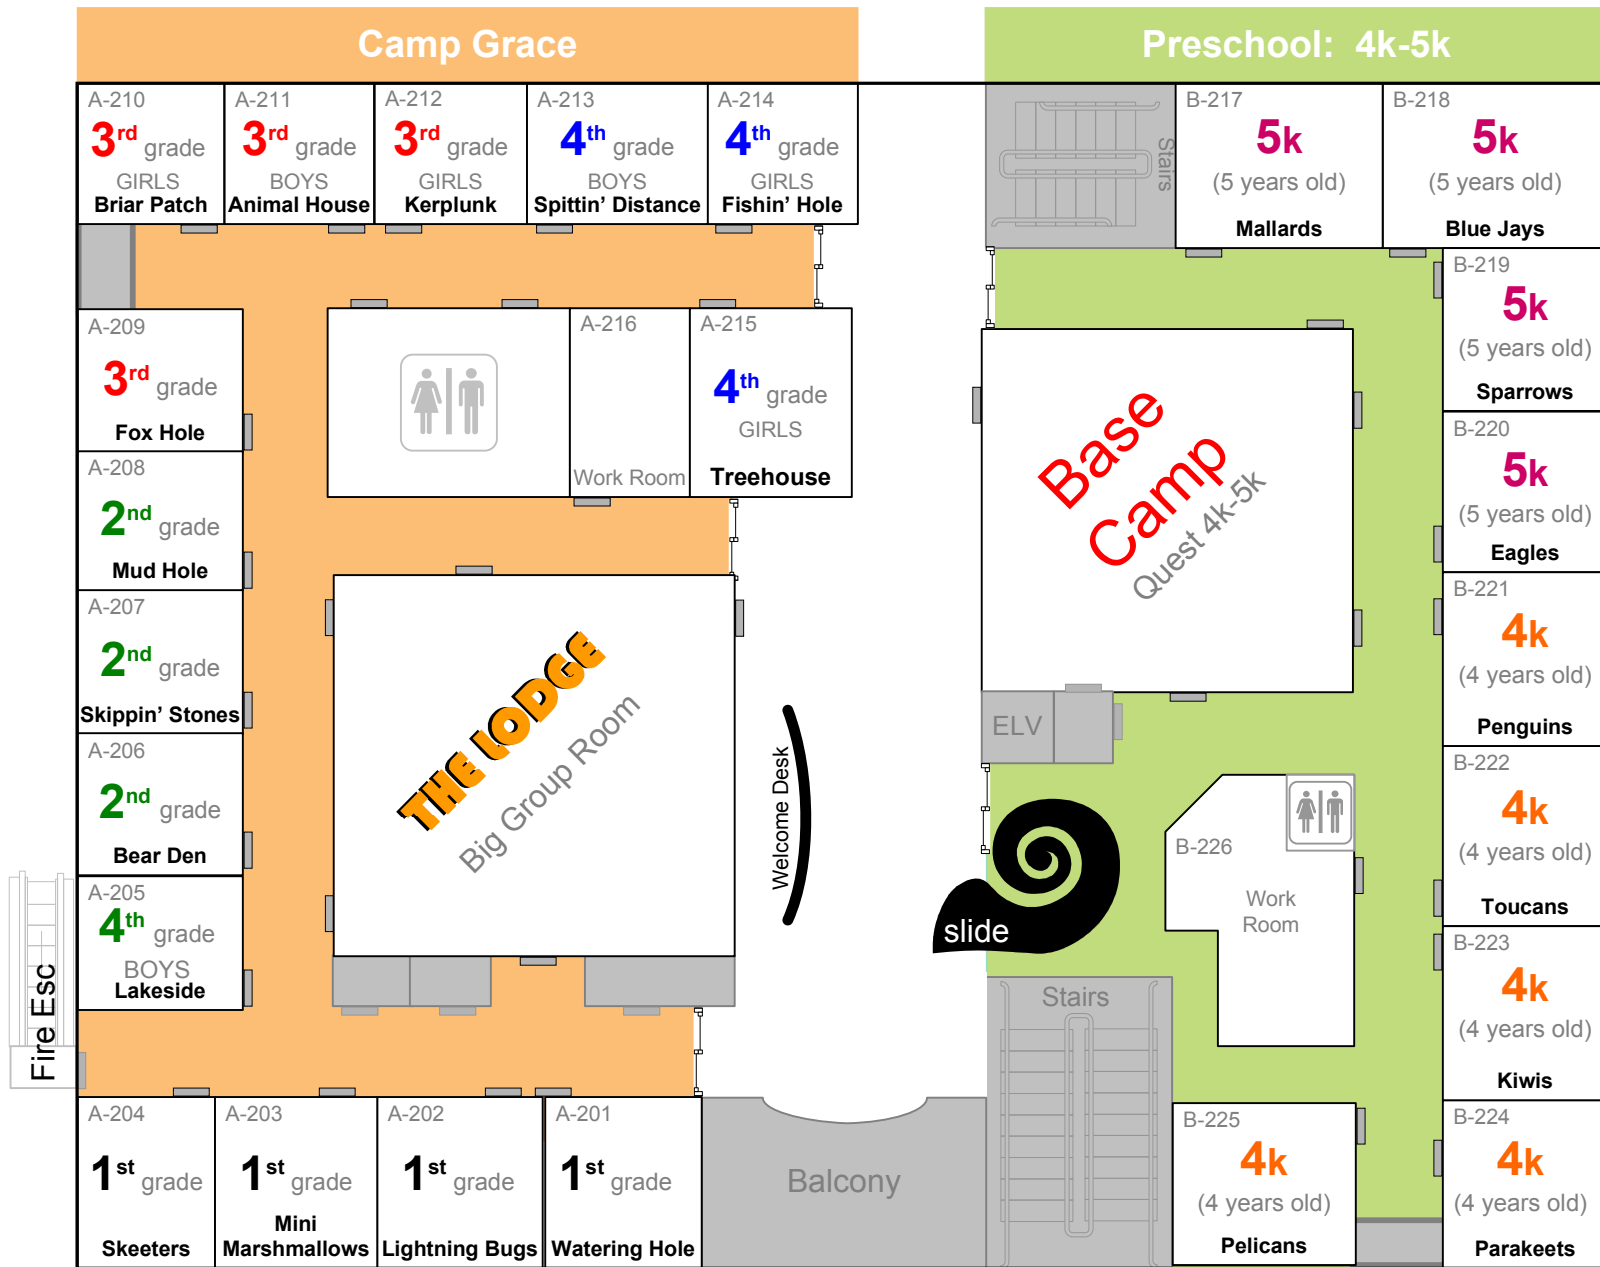 Camp Grace
Preschool: 4k-5k
A-210
3rd grade
GIRLS
Briar Patch
A-211
3rd grade
BOYS
Animal House
A-212
3rd grade
GIRLS
Kerplunk
A-213
4th grade
BOYS
Spittin' Distance
A-214
4th grade
GIRLS
Fishin' Hole
Stairs
B-217
5k
(5 years old)
Mallards
B-218
5k
(5 years old)
Blue Jays
A-209
3rd grade
Fox Hole
A-216
Work Room
A-215
4th grade
GIRLS
Treehouse
Base
Camp
Quest 4k-5k
B-219
5k
(5 years old)
Sparrows
B-220
5k
(5 years old)
Eagles
A-208
2nd grade
Mud Hole
A-207
2nd grade
Skippin' Stones
A-206
2nd grade
Bear Den
A-205
4th grade
BOYS
Lakeside
Fire Esc
THE LODGE
Big Group Room
Welcome Desk
ELV
slide
B-226
Work
Room
Stairs
B-221
4k
(4 years old)
Penguins
B-222
4k
(4 years old)
Toucans
B-223
4k
(4 years old)
Kiwis
A-204
1st grade
Skeeters
A-203
1st grade
Mini
Marshmallows
A-202
1st grade
Lightning Bugs
A-201
1st grade
Watering Hole
Balcony
B-225
4k
(4 years old)
Pelicans
B-224
4k
(4 years old)
Parakeets